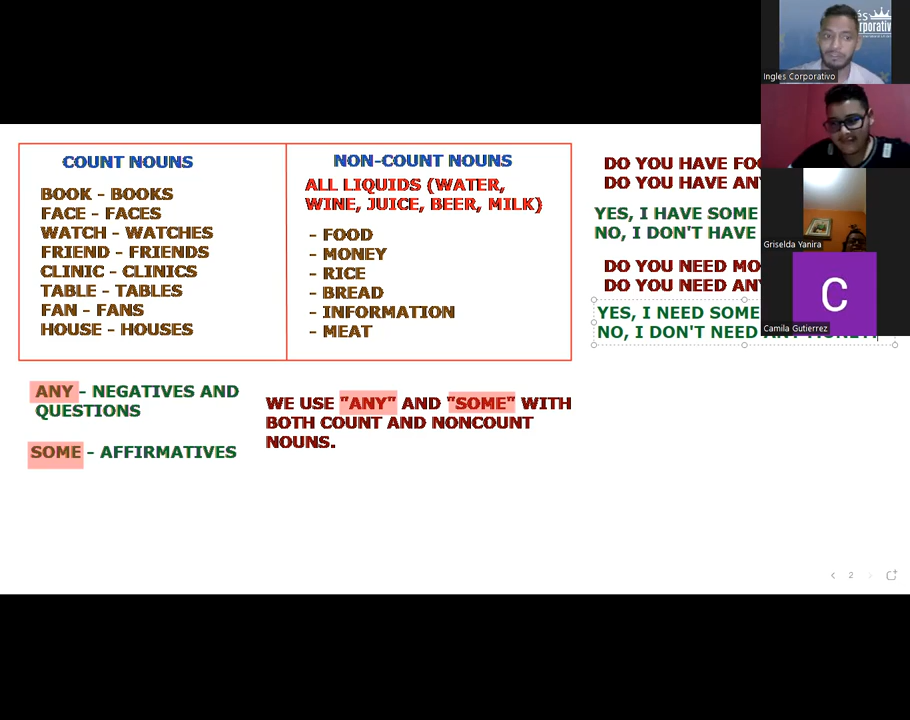 COUNT NOUNS
BOOK - BOOKS
FACE - FACES
WATCH - WATCHES
FRIEND - FRIENDS
CLINIC - CLINICS
TABLE - TABLES
FAN - FANS
HOUSE - HOUSES
NON-COUNT NOUNS
ALL LIQUIDS (WATER,
WINE, JUICE, BEER, MILK)
- FOOD
- MONEY
- RICE
- BREAD
- INFORMATION
- MEAT
ANY - NEGATIVES AND
QUESTIONS
SOME - AFFIRMATIVES
WE USE "ANY" AND "SOME" WITH
BOTH COUNT AND NONCOUNT
NOUNS.
DO YOU HAVE
DO YOU HAVE
YES, I HAVE SOME
NO, I DON'T HAVE
DO YOU NEED
DO YOU NEED
YES, I NEED SOME
NO, I DON'T NEED ANY MONEY.
2
Ingles Corporativo
Griselda Yanira
C
Camila Gutierrez